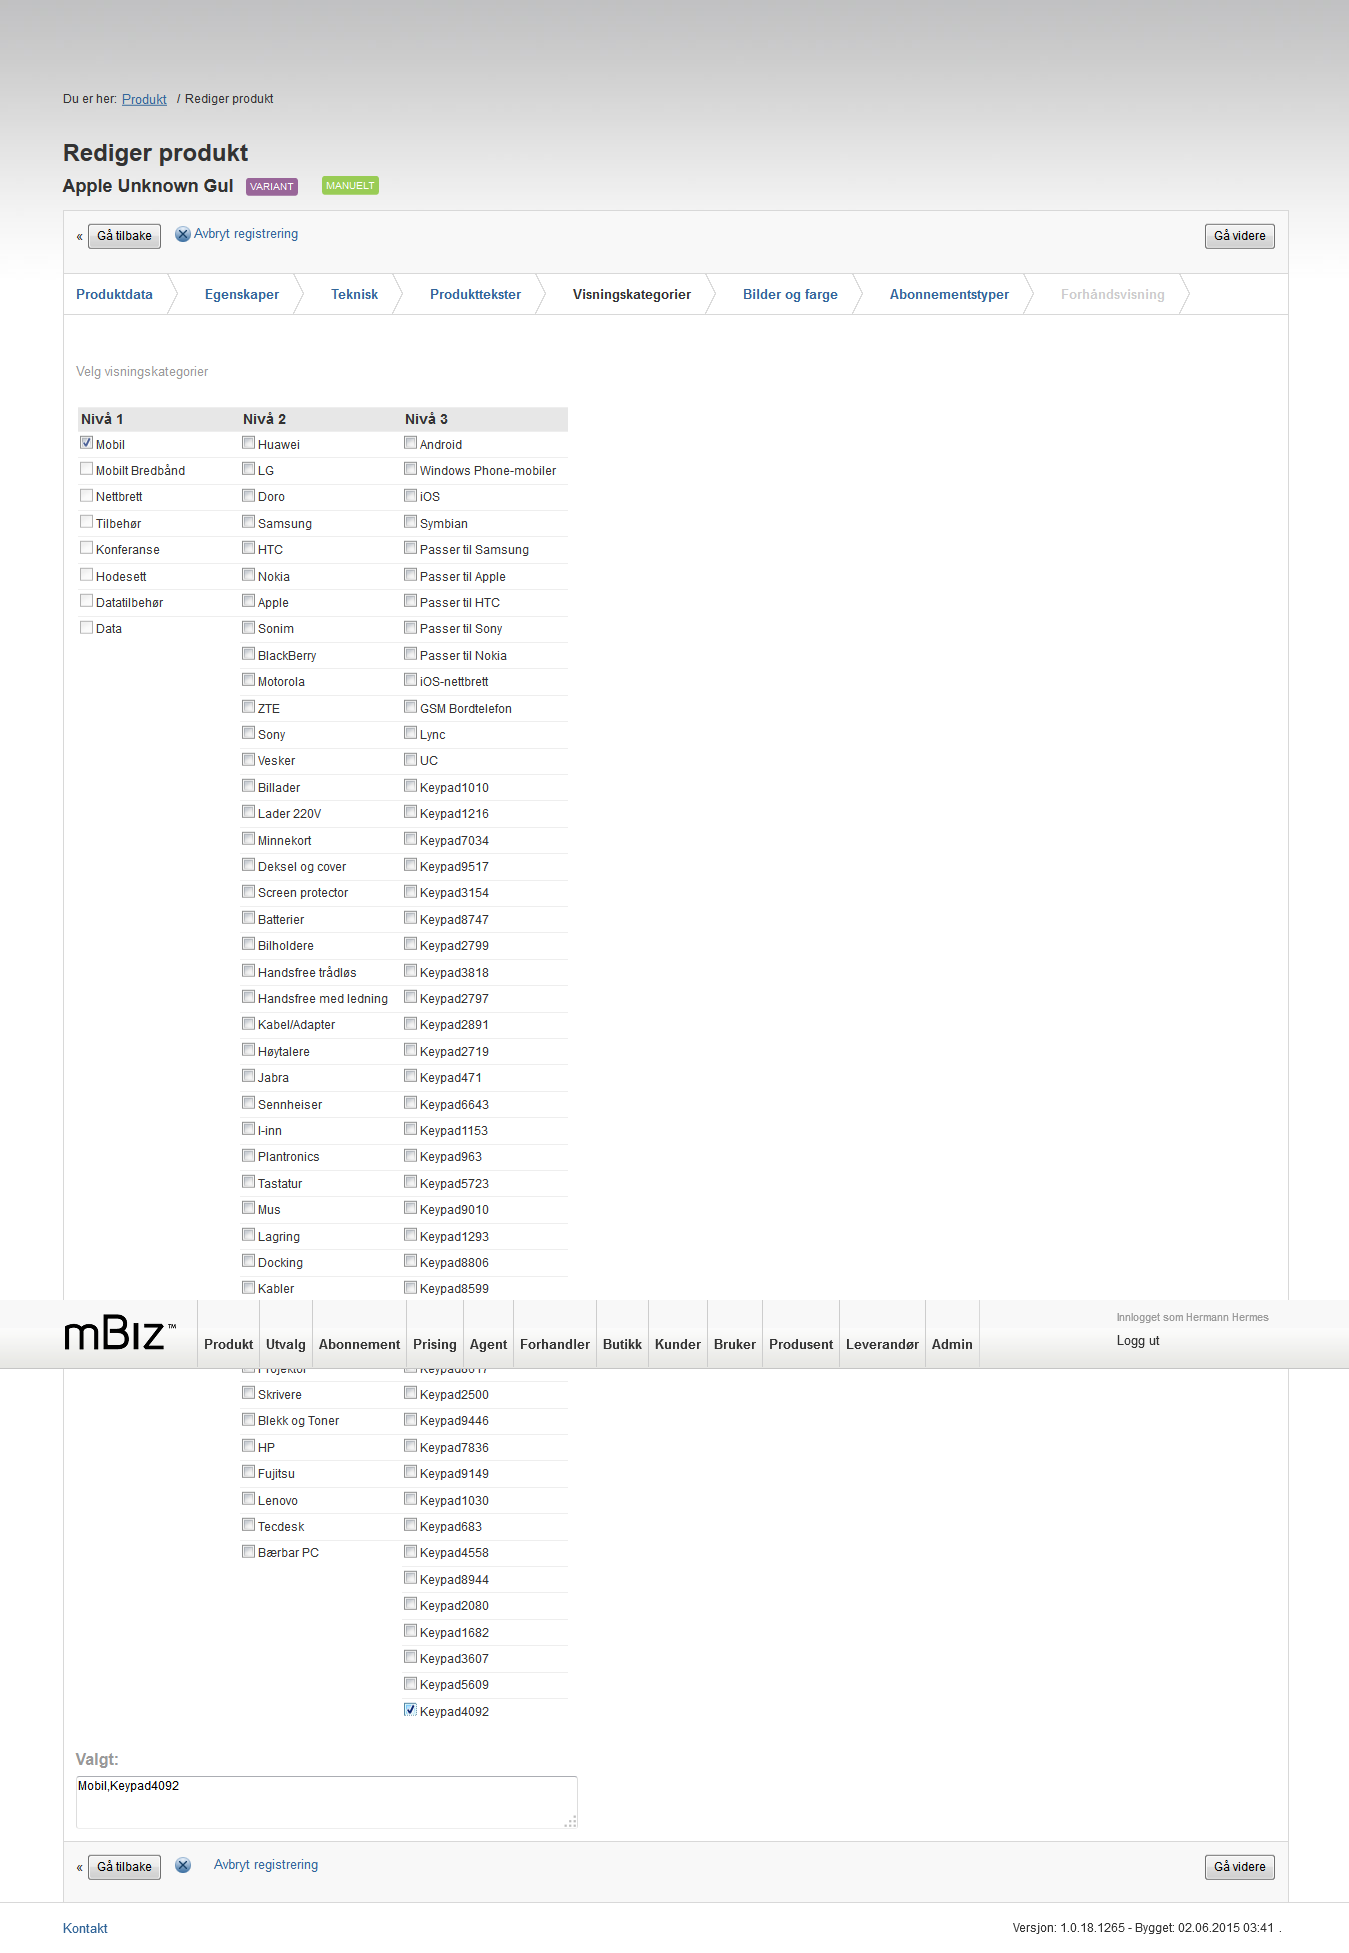 Du er her: Produkt / Rediger produkt
Rediger produkt
Apple Unknown Gul VARIANT MANUELT
« Gå tilbake Avbryt registrering Gå videre
Produktdata Egenskaper Teknisk Produkttekster Visningskategorier Bilder og farge Abonnementstyper Forhåndsvisning
Velg visningskategorier
Nivå 1 Nivå 2 Nivå 3
Mobil Huawei Android
Mobilt Bredbånd LG Windows Phone-mobiler
Nettbrett Doro iOS
Tilbehør Samsung Symbian
Konferanse HTC Passer til Samsung
Hodesett Nokia Passer til Apple
Datatilbehør Apple Passer til HTC
Data Sonim Passer til Sony
BlackBerry Passer til Nokia
Motorola iOS-nettbrett
ZTE GSM Bordtelefon
Sony Lync
Vesker UC
Billader Keypad1010
Lader 220V Keypad1216
Minnekort Keypad7034
Deksel og cover Keypad9517
Screen protector Keypad3154
Batterier Keypad8747
Bilholdere Keypad2799
Handsfree trådløs Keypad3818
Handsfree med ledning Keypad2797
Kabel/Adapter Keypad2891
Høytalere Keypad2719
Jabra Keypad471
Sennheiser Keypad6643
I-inn Keypad1153
Plantronics Keypad963
Tastatur Keypad5723
Mus Keypad9010
Lagring Keypad1293
Docking Keypad8806
Kabler Keypad8599
mBiz™ Produkt Utvalg Abonnement Prising Agent Forhandler Butikk Kunder Bruker Produsent Leverandør Admin
Innlogget som Hermann Hermes
Logg ut
Projektor
Skrivere Keypad2500
Blekk og Toner Keypad9446
HP Keypad7836
Fujitsu Keypad9149
Lenovo Keypad1030
Tecdesk Keypad683
Bærbar PC Keypad4558
Keypad8944
Keypad2080
Keypad1682
Keypad3607
Keypad5609
Keypad4092
Valgt:
Mobil,Keypad4092
« Gå tilbake Avbryt registrering Gå videre
Kontakt Versjon: 1.0.18.1265 - Bygget: 02.06.2015 03:41 .